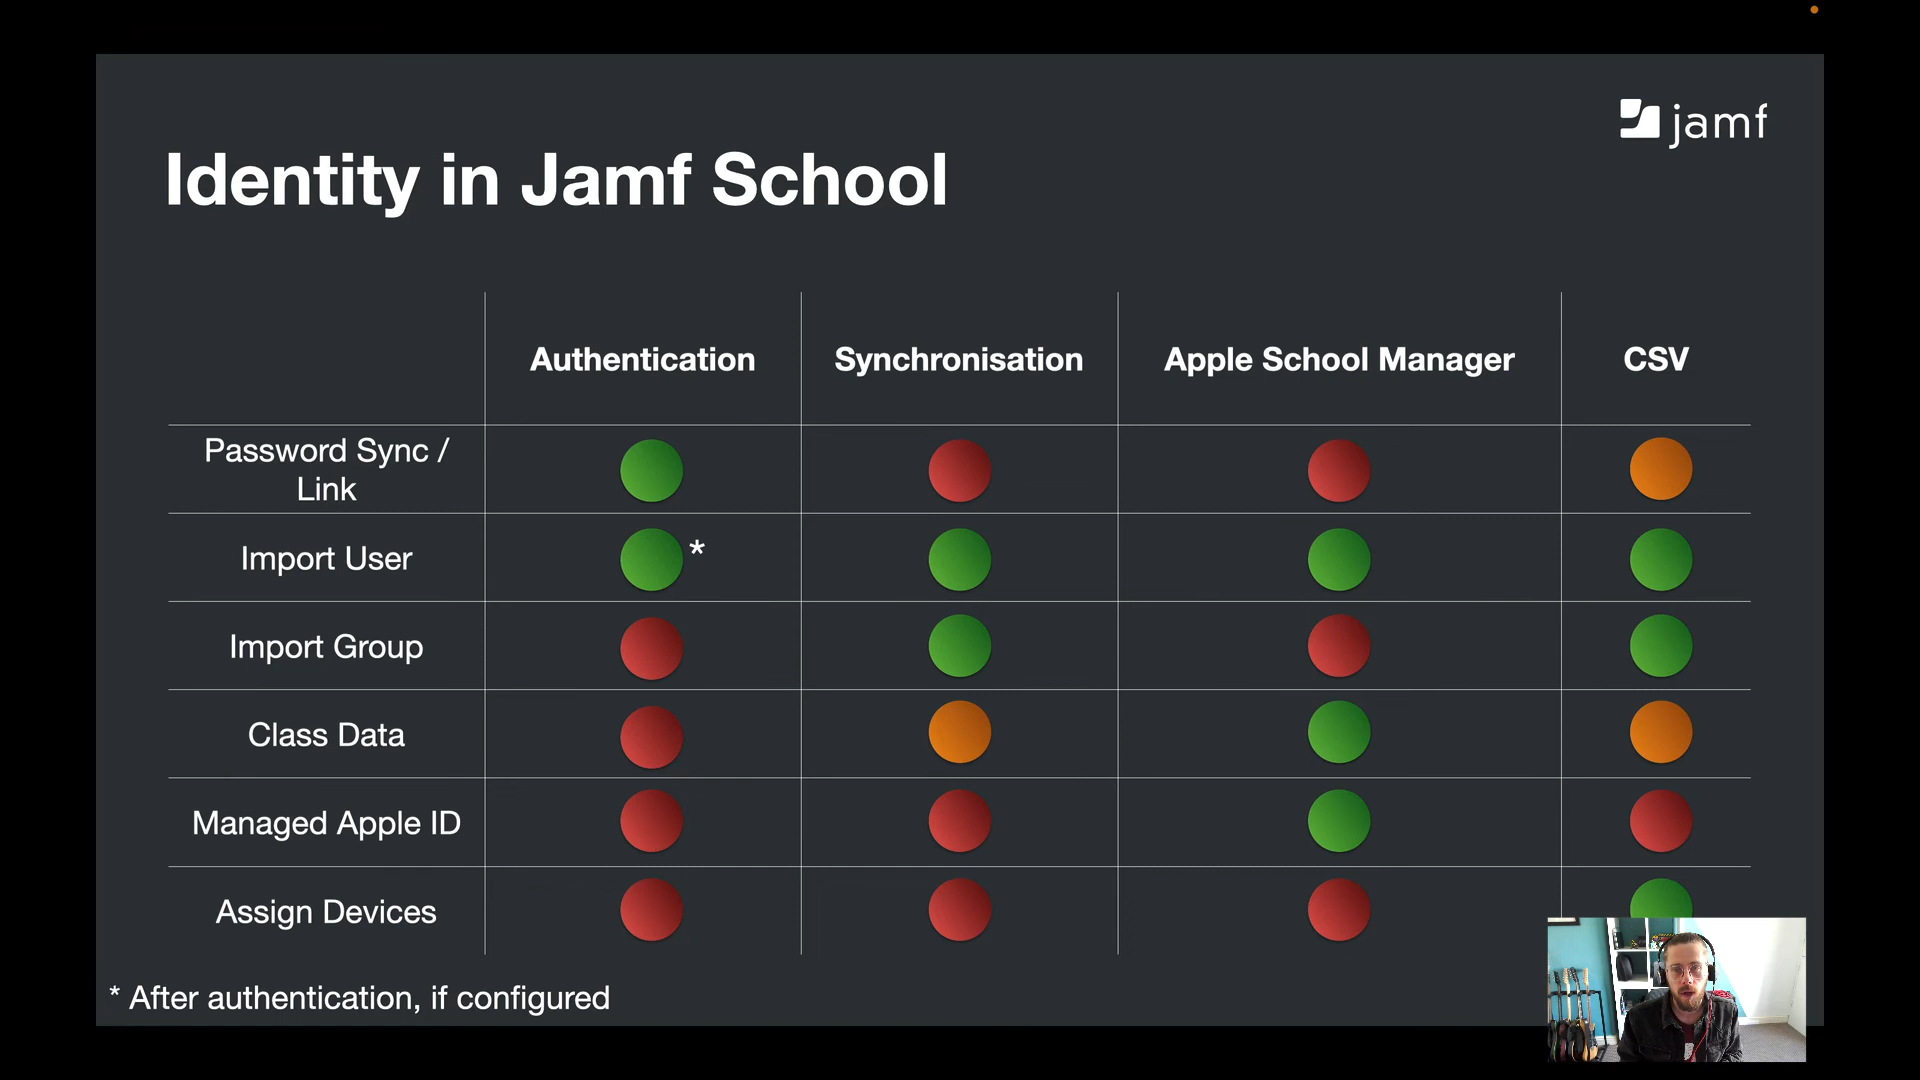 jamf
Identity in Jamf School
Authentication Synchronisation Apple School Manager CSV
Password Sync /
Link
Import User *
Import Group
Class Data
Managed Apple ID
Assign Devices
* After authentication, if configured